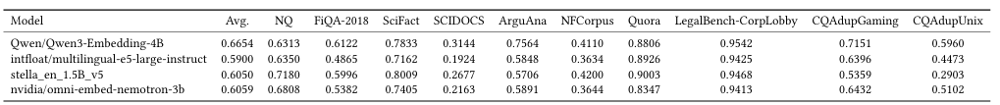 Model Avg. NQ FiQA-2018 SciFact SCIDOCS ArguAna NFCorpus Quora LegalBench-CorpLobby CQAdupGaming CQAdupUnix
Qwen/Qwen3-Embedding-4B 0.6654 0.6313 0.6122 0.7833 0.3144 0.7564 0.4110 0.8806 0.9542 0.7151 0.5960
intfloat/multilingual-e5-large-instruct 0.5900 0.6350 0.4865 0.7162 0.1924 0.5848 0.3634 0.8926 0.9425 0.6396 0.4473
stella_en_1.5B_v5 0.6050 0.7180 0.5996 0.8009 0.2677 0.5706 0.4200 0.9003 0.9468 0.5359 0.2903
nvidia/omni-embed-nemotron-3b 0.6059 0.6808 0.5382 0.7405 0.2163 0.5891 0.3644 0.8347 0.9413 0.6432 0.5102